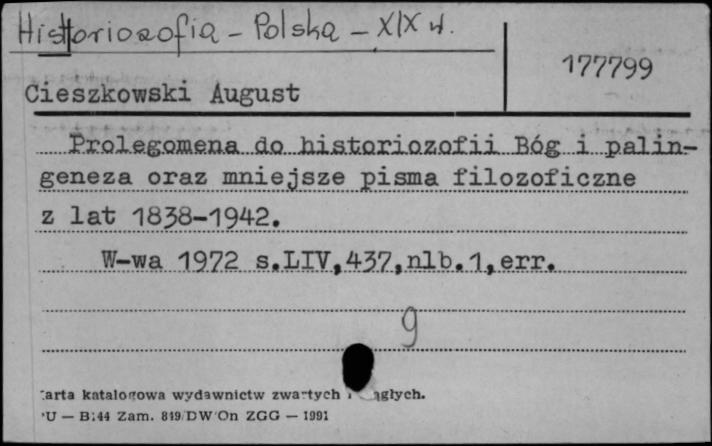 Historiozofia - Polska - XIX w.
177799
Cieszkowski August
Prolegomena do historiozofii Bóg i palin-
geneza oraz mniejsze pisma filozoficzne
z lat 1838-1942.
W-wa 1972 s.LIV,437,nlb.1,err.
9
arta katalogowa wydawnictw zwartych i ągłych.
U — B/44 Zam. 819/DW/On ZGG — 1991